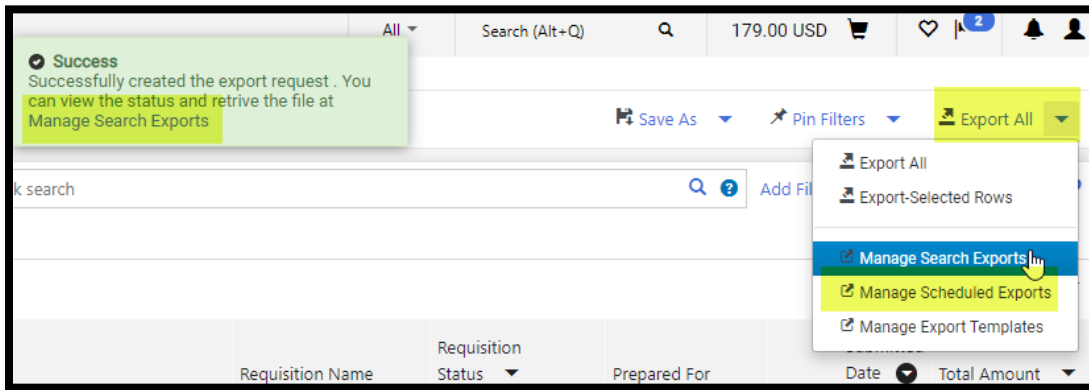 All
Search (Alt+Q)
179.00 USD
2
Success
Successfully created the export request . You
can view the status and retrive the file at
Manage Search Exports
Save As
Pin Filters
Export All
k search
?
Add Fil
Export All
Export-Selected Rows
Manage Search Exports
Manage Scheduled Exports
Manage Export Templates
Requisition Name
Requisition
Status
Prepared For
Date
Total Amount